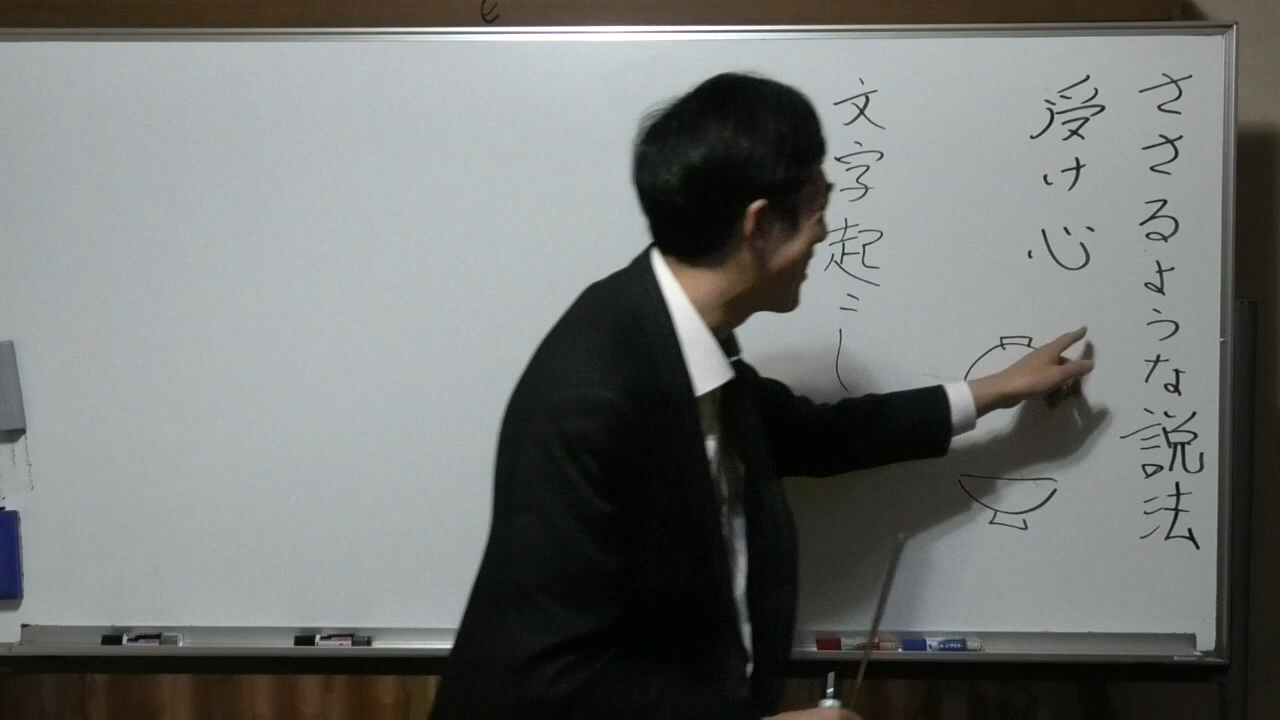 ささるような説法
受け心
文字起こし